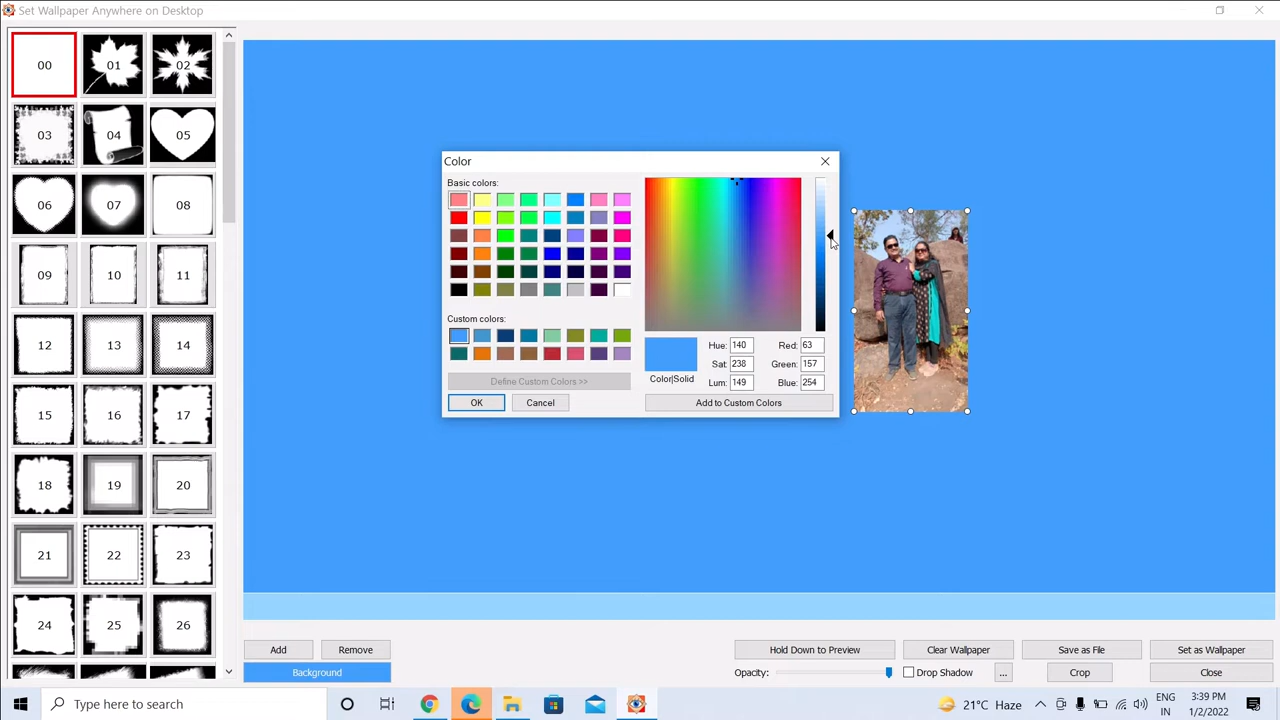 Set Wallpaper Anywhere on Desktop
00 01 02
03 04 05
06 07 08
09 10 11
12 13 14
15 16 17
18 19 20
21 22 23
24 25 26
Color
Basic colors:
Custom colors:
Define Custom Colors >>
OK Cancel
Color|Solid
Hue: 140 Red: 63
Sat: 238 Green: 157
Lum: 149 Blue: 254
Add to Custom Colors
Add Remove
Background
Hold Down to Preview Clear Wallpaper Save as File Set as Wallpaper
Opacity: Drop Shadow ... Crop Close
Type here to search
21°C Haze
ENG
IN
3:39 PM
1/2/2022